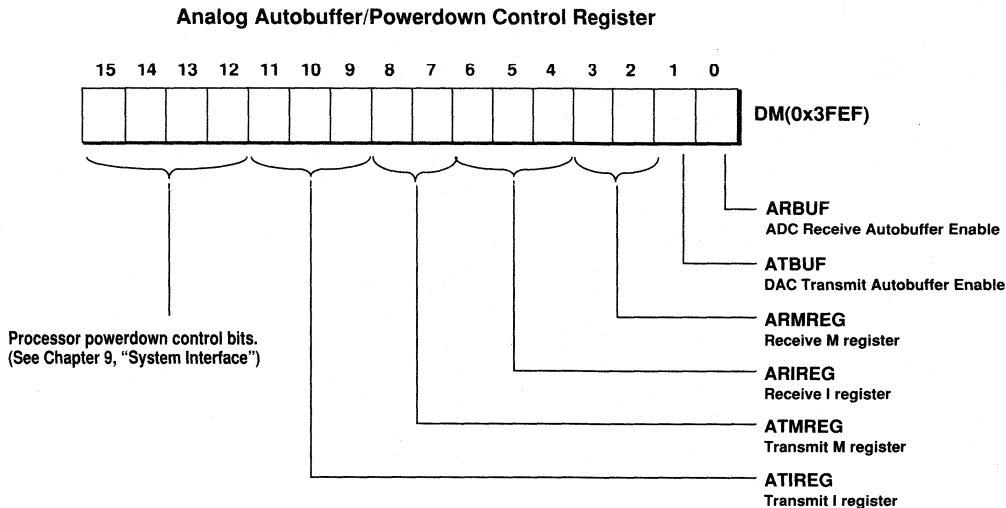 Analog Autobuffer/Powerdown Control Register
15 14 13 12 11 10 9 8 7 6 5 4 3 2 1 0
DM(0x3FEF)
ARBUF
ADC Receive Autobuffer Enable
ATBUF
DAC Transmit Autobuffer Enable
ARMREG
Receive M register
Processor powerdown control bits.
(See Chapter 9, “System Interface”)
ARIREG
Receive I register
ATMREG
Transmit M register
ATIREG
Transmit I register